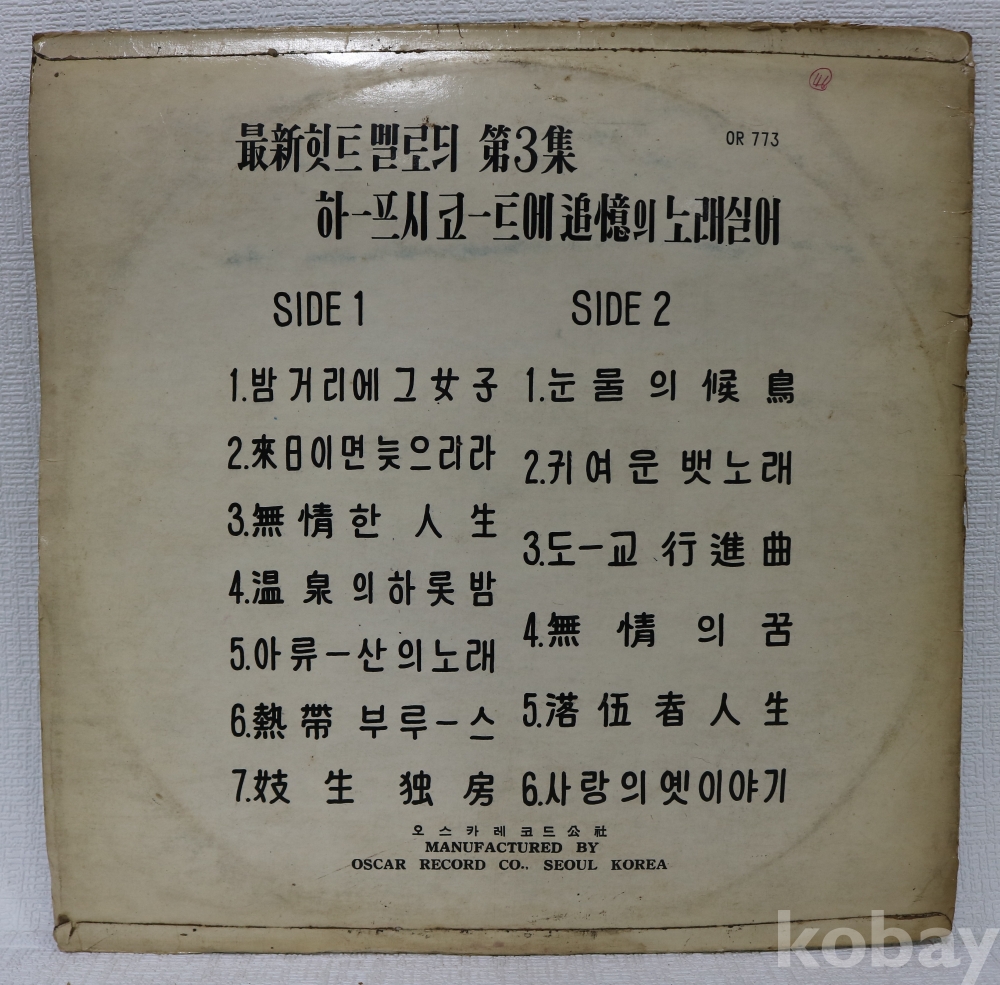 最新힛트멜로듸 第3集
OR 773
하ー프시코ー드에 追憶의 노래실어
SIDE 1
1.밤거리에 그 女子
2.來日이면 늦으라라
3.無情한 人生
4.温泉의 하룻밤
5.아류ー산의 노래
6.熱帶 부루ー스
7.妓生独房
SIDE 2
1.눈물의 候鳥
2.귀여운 뱃노래
3.도ー교 行進曲
4.無情의 꿈
5.落伍者 人生
6.사랑의 옛이야기
오스카레코드公社
MANUFACTURED BY
OSCAR RECORD CO., SEOUL KOREA
kobay